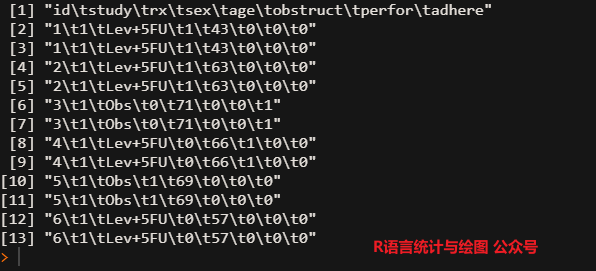 [1] "id\tstudy\trx\tsex\tage\tobstruct\tperfor\tadhere"
[2] "1\t1\tLev+5FU\t1\t43\t0\t0\t0"
[3] "1\t1\tLev+5FU\t1\t43\t0\t0\t0"
[4] "2\t1\tLev+5FU\t1\t63\t0\t0\t0"
[5] "2\t1\tLev+5FU\t1\t63\t0\t0\t0"
[6] "3\t1\tObs\t0\t71\t0\t0\t1"
[7] "3\t1\tObs\t0\t71\t0\t0\t1"
[8] "4\t1\tLev+5FU\t0\t66\t1\t0\t0"
[9] "4\t1\tLev+5FU\t0\t66\t1\t0\t0"
[10] "5\t1\tObs\t1\t69\t0\t0\t0"
[11] "5\t1\tObs\t1\t69\t0\t0\t0"
[12] "6\t1\tLev+5FU\t0\t57\t0\t0\t0"
[13] "6\t1\tLev+5FU\t0\t57\t0\t0\t0"
R语言统计与绘图 公众号
>